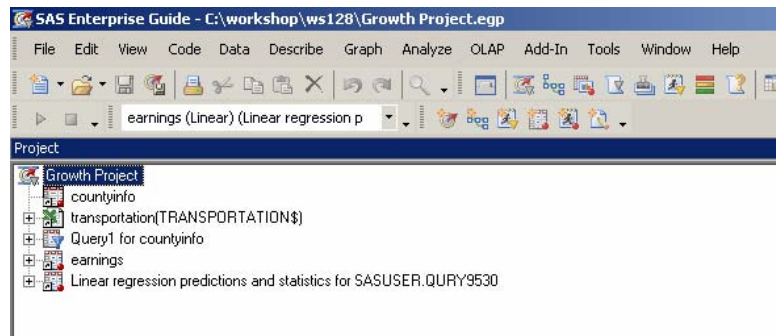 SAS Enterprise Guide - C:\workshop\ws128\Growth Project.egp
File Edit View Code Data Describe Graph Analyze OLAP Add-In Tools Window Help
earnings (Linear) (Linear regression p
Project
Growth Project
countyinfo
transportation(TRANSPORTATION$)
Query1 for countyinfo
earnings
Linear regression predictions and statistics for SASUSER.QURY9530